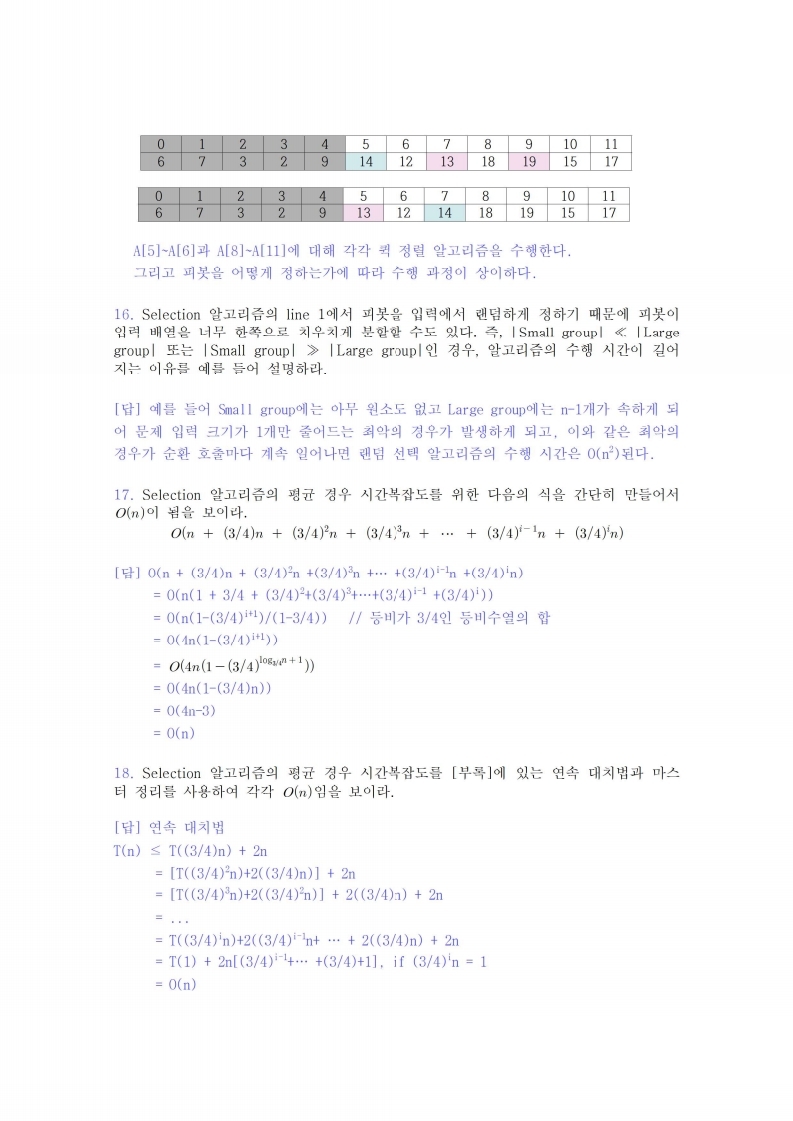 0 1 2 3 4 5 6 7 8 9 10 11
6 7 3 2 9 14 12 13 18 19 15 17
0 1 2 3 4 5 6 7 8 9 10 11
6 7 3 2 9 13 12 14 18 19 15 17
A[5]~A[6]과 A[8]~A[11]에 대해 각각 퀵 정렬 알고리즘을 수행한다.
그리고 피봇을 어떻게 정하는가에 따라 수행 과정이 상이하다.
16. Selection 알고리즘의 line 1에서 피봇을 입력에서 랜덤하게 정하기 때문에 피봇이
입력 배열을 너무 한쪽으로 치우치게 분할할 수도 있다. 즉, |Small group| ≪ |Large
group| 또는 |Small group| ≫ |Large group|인 경우, 알고리즘의 수행 시간이 길어
지는 이유를 예를 들어 설명하라.
[답] 예를 들어 Small group에는 아무 원소도 없고 Large group에는 n-1개가 속하게 되
어 문제 입력 크기가 1개만 줄어드는 최악의 경우가 발생하게 되고, 이와 같은 최악의
경우가 순환 호출마다 계속 일어나면 랜덤 선택 알고리즘의 수행 시간은 O(n²)된다.
17. Selection 알고리즘의 평균 경우 시간복잡도를 위한 다음의 식을 간단히 만들어서
O(n)이 됨을 보이라.
O(n + (3/4)n + (3/4)²n + (3/4)³n + ⋯ + (3/4)ⁱ⁻¹n + (3/4)ⁱn)
[답] O(n + (3/4)n + (3/4)²n +(3/4)³n +⋯ +(3/4)ⁱ⁻¹n +(3/4)ⁱn)
= O(n(1 + 3/4 + (3/4)²+(3/4)³+⋯+(3/4)ⁱ⁻¹ +(3/4)ⁱ))
= O(n(1-(3/4)ⁱ⁺¹)/(1-3/4)) // 등비가 3/4인 등비수열의 합
= O(4n(1-(3/4)ⁱ⁺¹))
= O(4n(1-(3/4)^(log₃/₄n+1)))
= O(4n(1-(3/4)n))
= O(4n-3)
= O(n)
18. Selection 알고리즘의 평균 경우 시간복잡도를 [부록]에 있는 연속 대치법과 마스
터 정리를 사용하여 각각 O(n)임을 보이라.
[답] 연속 대치법
T(n) ≤ T((3/4)n) + 2n
= [T((3/4)²n)+2((3/4)n)] + 2n
= [T((3/4)³n)+2((3/4)²n)] + 2((3/4)n) + 2n
= ...
= T((3/4)ⁱn)+2((3/4)ⁱ⁻¹n+ ⋯ + 2((3/4)n) + 2n
= T(1) + 2n[(3/4)ⁱ⁻¹+⋯ +(3/4)+1], if (3/4)ⁱn = 1
= O(n)